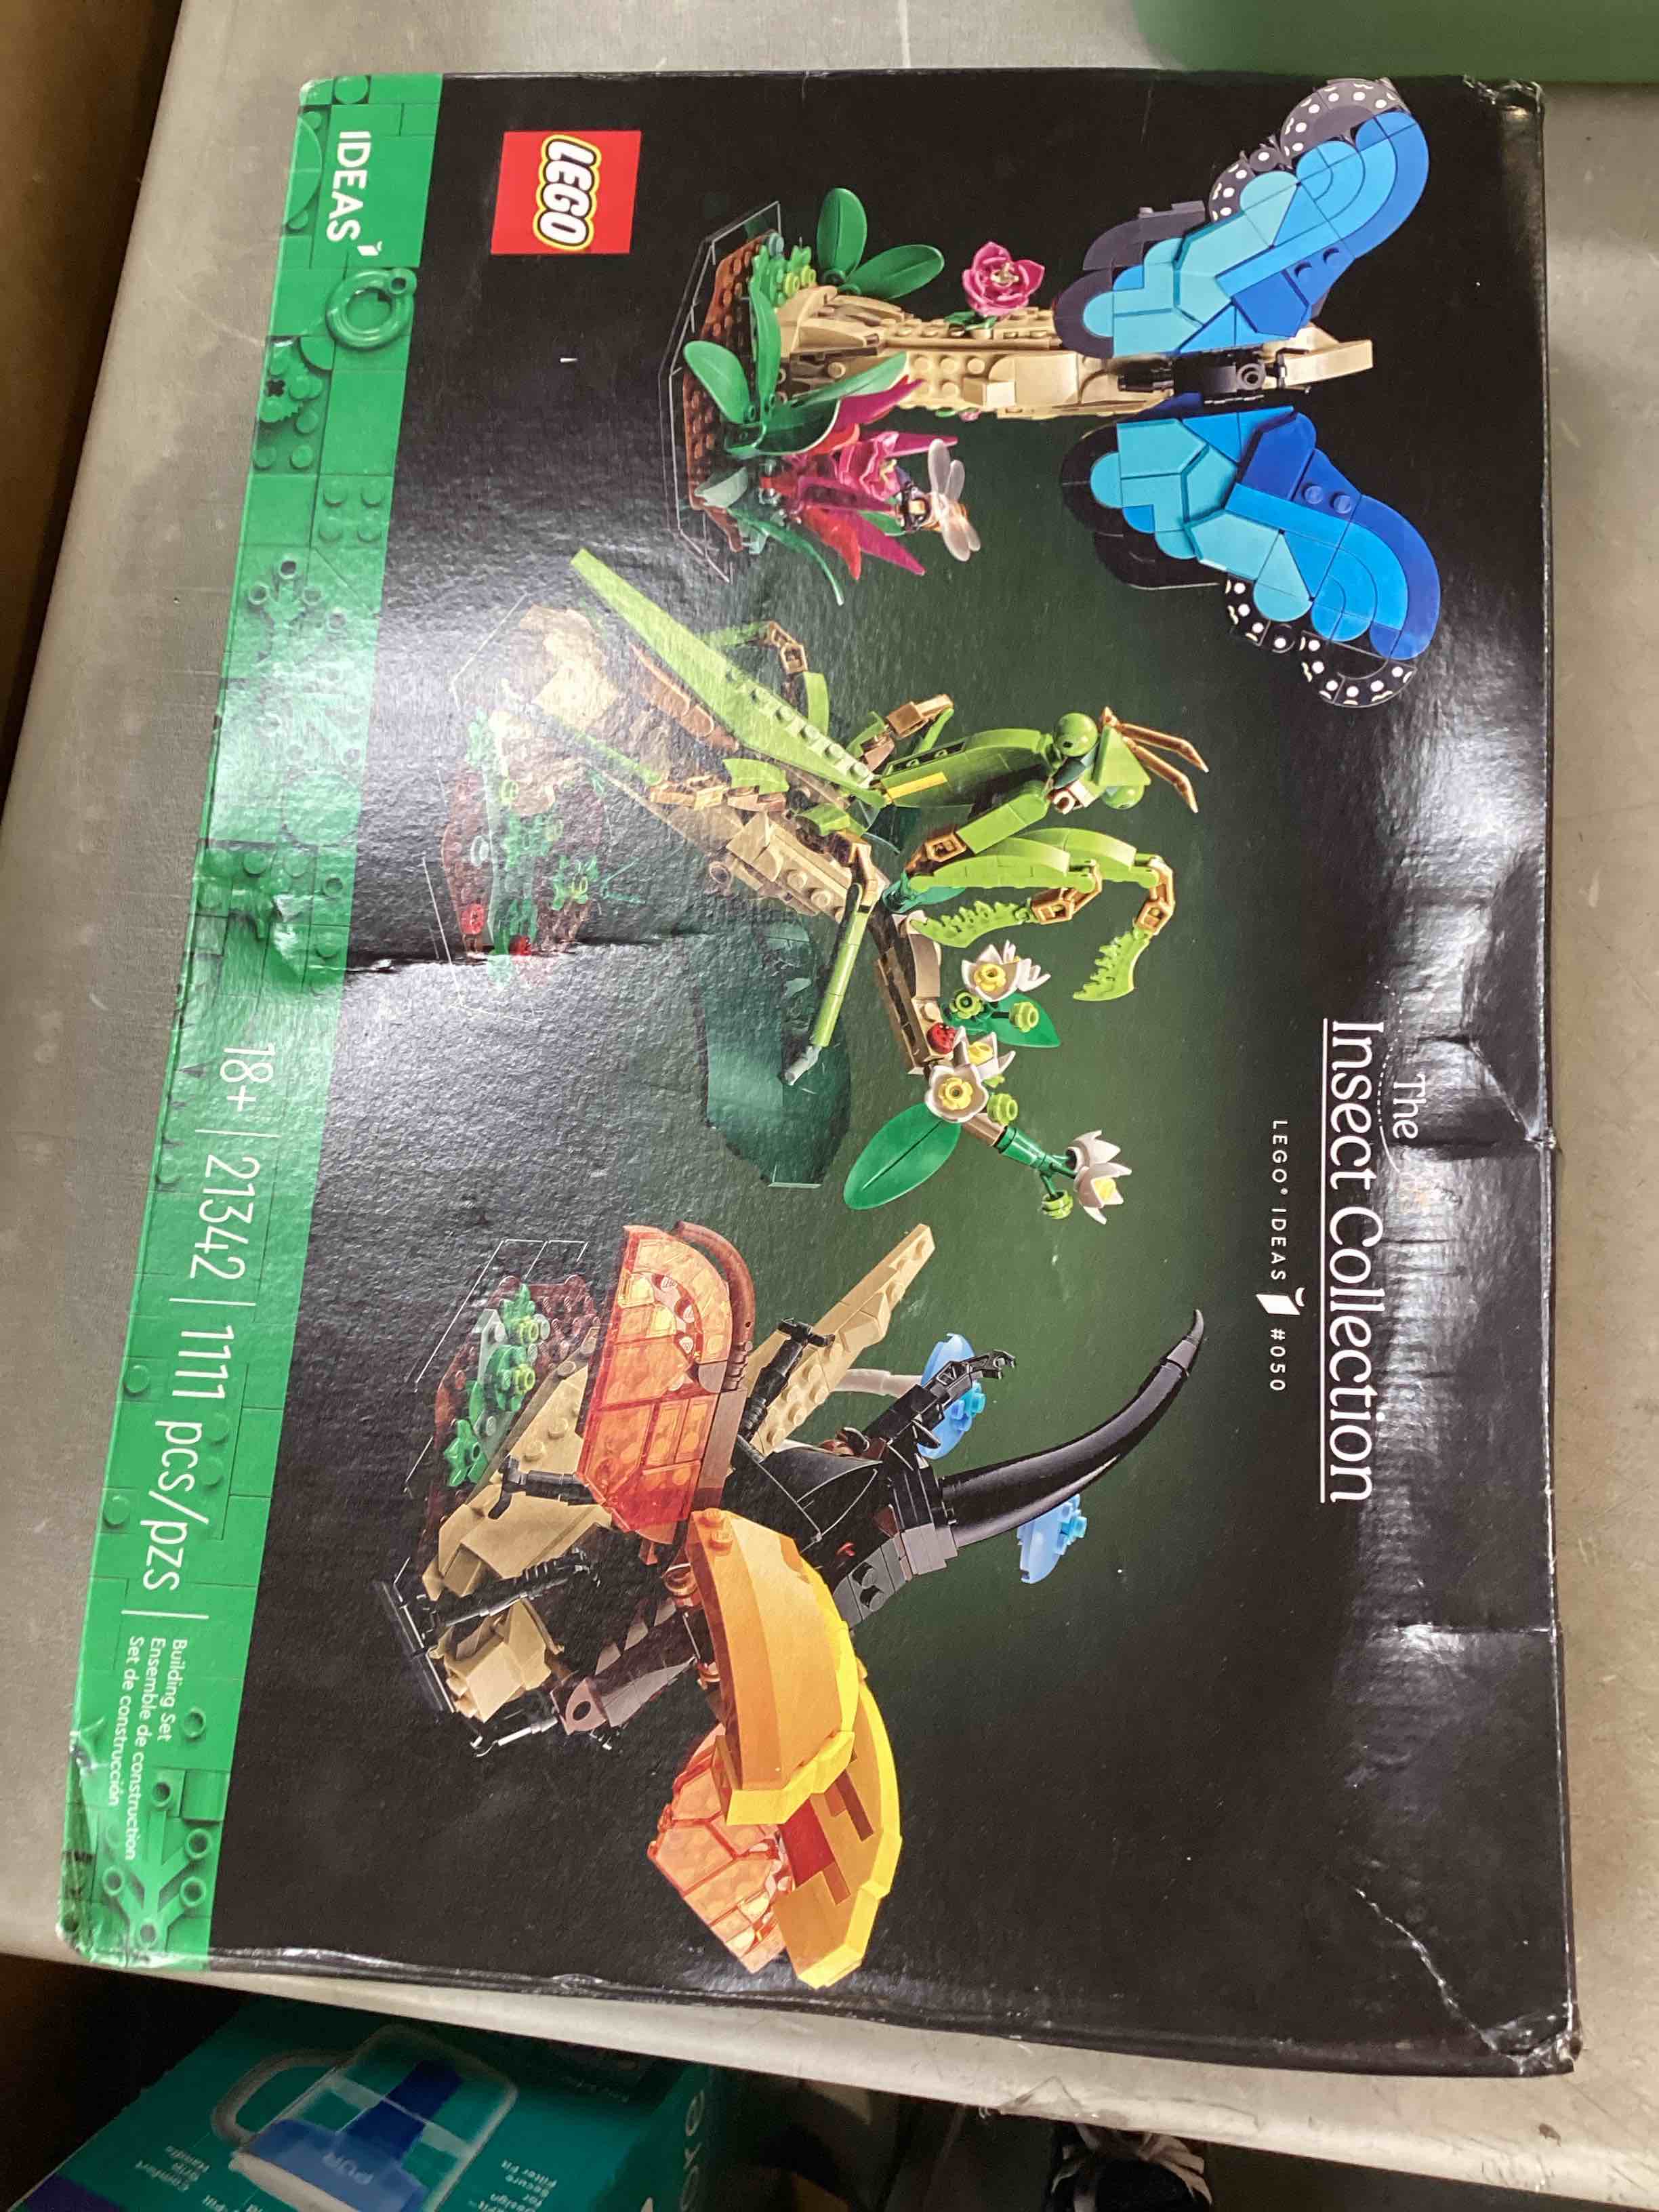 The
Insect Collection
LEGO® IDEAS #050
LEGO
IDEAS
18+ | 21342 | 1111 pcs/pzs |
Building Set
Ensemble de construction
Set de construcción
PUR